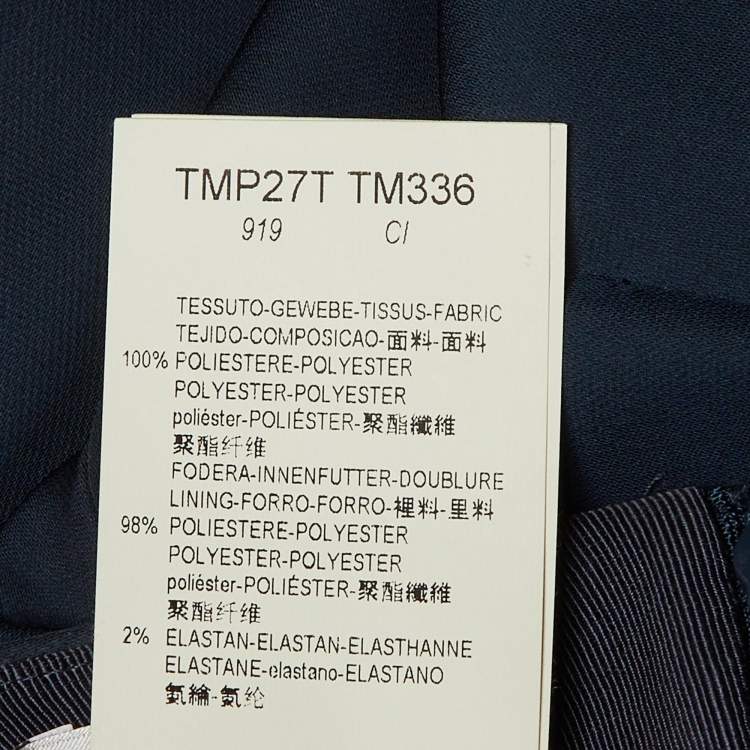 TMP27T TM336
919 CI
TESSUTO-GEWEBE-TISSUS-FABRIC
TEJIDO-COMPOSICAO-面料-面料
100% POLIESTERE-POLYESTER
POLYESTER-POLYESTER
poliéster-POLIÉSTER-聚酯纖維
聚酯纤维
FODERA-INNENFUTTER-DOUBLURE
LINING-FORRO-FORRO-裡料-里料
98% POLIESTERE-POLYESTER
POLYESTER-POLYESTER
poliéster-POLIÉSTER-聚酯纖維
聚酯纤维
2% ELASTAN-ELASTAN-ELASTHANNE
ELASTANE-elastano-ELASTANO
氨綸-氨纶